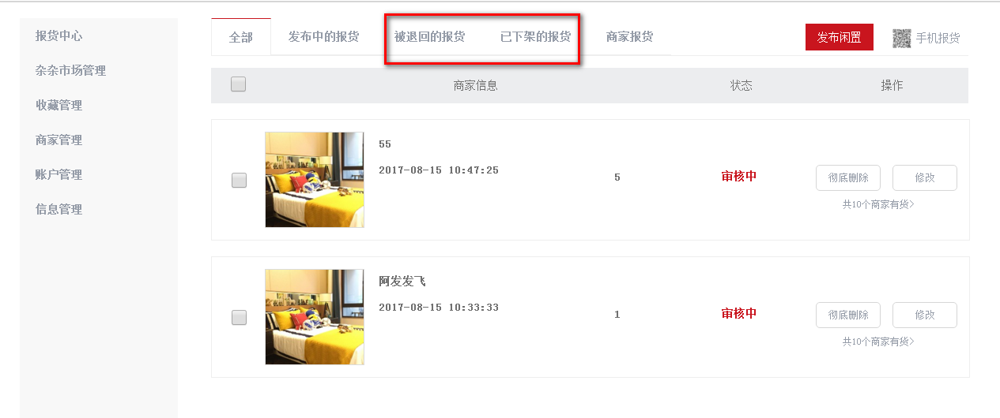 报货中心
杂杂市场管理
收藏管理
商家管理
账户管理
信息管理
全部 发布中的报货 被退回的报货 已下架的报货 商家报货 发布闲置 手机报货
商家信息 状态 操作
55
2017-08-15 10:47:25
5 审核中 彻底删除 修改
共10个商家有货>
阿发发飞
2017-08-15 10:33:33
1 审核中 彻底删除 修改
共10个商家有货>